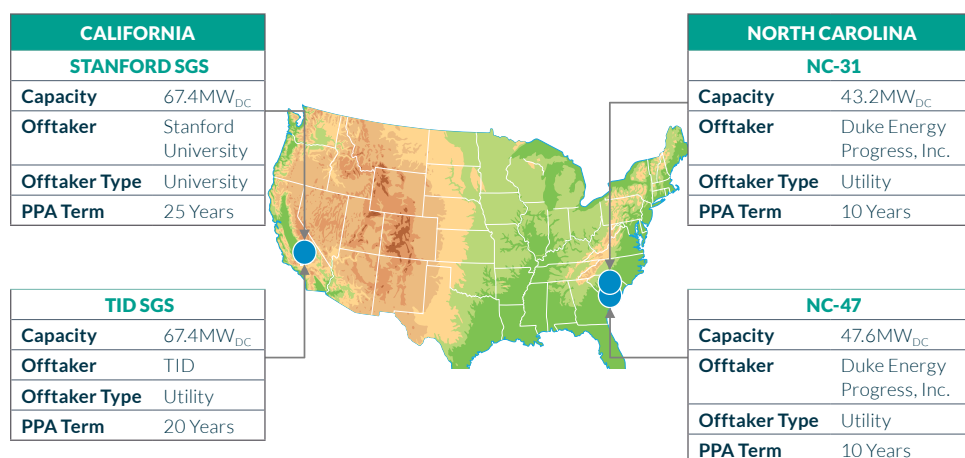 CALIFORNIA
STANFORD SGS
Capacity 67.4MWDC
Offtaker Stanford
University
Offtaker Type University
PPA Term 25 Years
TID SGS
Capacity 67.4MWDC
Offtaker TID
Offtaker Type Utility
PPA Term 20 Years
NORTH CAROLINA
NC-31
Capacity 43.2MWDC
Offtaker Duke Energy
Progress, Inc.
Offtaker Type Utility
PPA Term 10 Years
NC-47
Capacity 47.6MWDC
Offtaker Duke Energy
Progress, Inc.
Offtaker Type Utility
PPA Term 10 Years